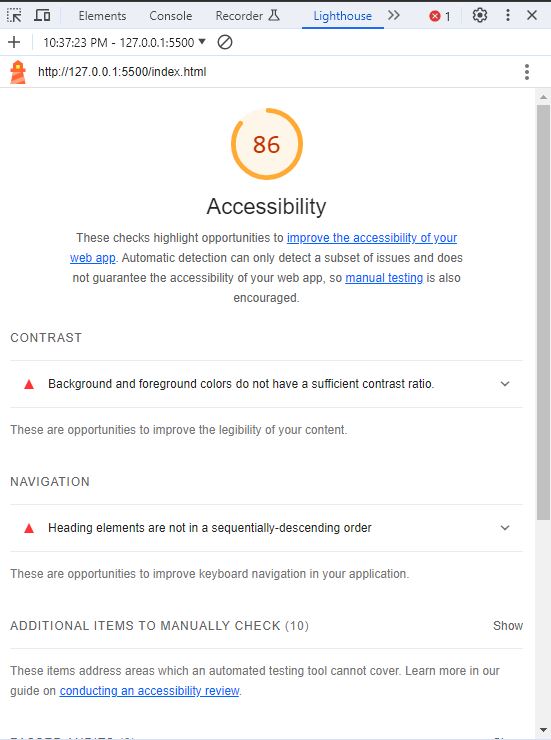 Elements Console Recorder Lighthouse 1
10:37:23 PM - 127.0.0.1:5500
http://127.0.0.1:5500/index.html
86
Accessibility
These checks highlight opportunities to improve the accessibility of your
web app. Automatic detection can only detect a subset of issues and does
not guarantee the accessibility of your web app, so manual testing is also
encouraged.
CONTRAST
Background and foreground colors do not have a sufficient contrast ratio.
These are opportunities to improve the legibility of your content.
NAVIGATION
Heading elements are not in a sequentially-descending order
These are opportunities to improve keyboard navigation in your application.
ADDITIONAL ITEMS TO MANUALLY CHECK (10) Show
These items address areas which an automated testing tool cannot cover. Learn more in our
guide on conducting an accessibility review.